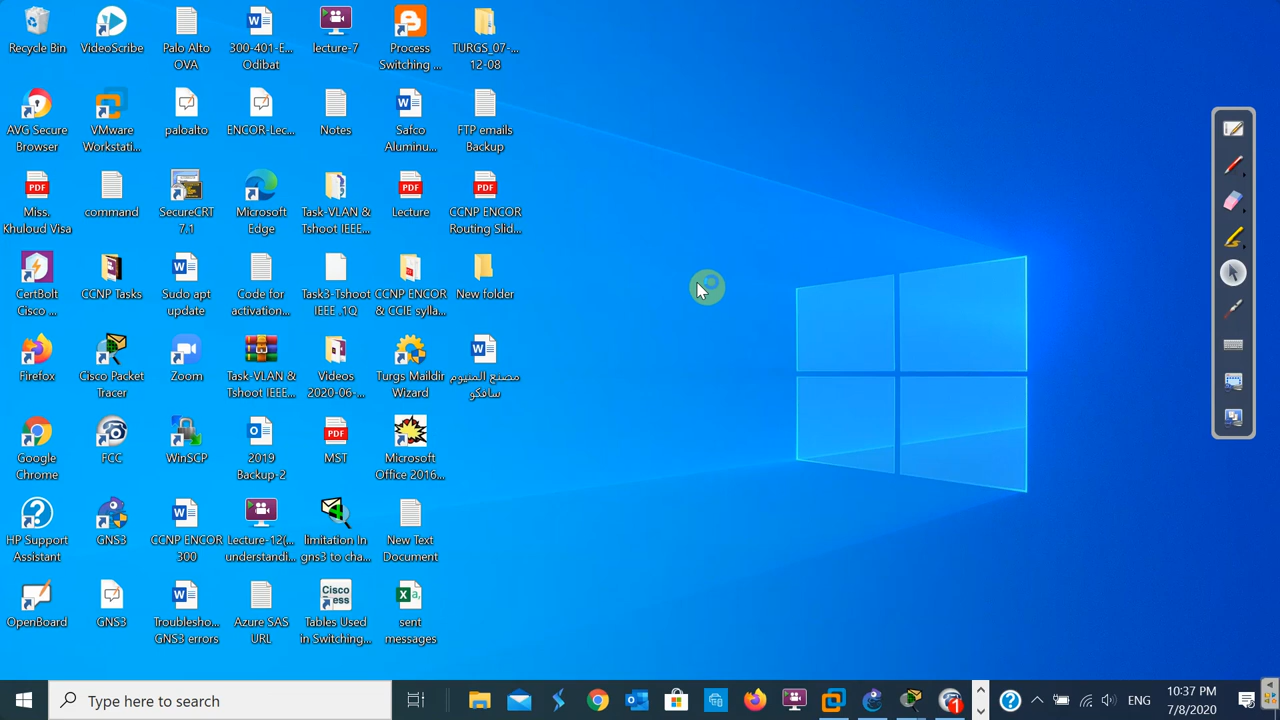 Recycle Bin
VideoScribe
Palo Alto
OVA
300-401-E...
Odibat
lecture-7
Process
Switching ...
TURGS_07-...
12-08
AVG Secure
Browser
VMware
Workstati...
paloalto
ENCOR-Lec...
Notes
Safco
Aluminu...
FTP emails
Backup
PDF
Miss.
Khuloud Visa
command
SecureCRT
7.1
Microsoft
Edge
Task-VLAN &
Tshoot IEEE...
PDF
Lecture
PDF
CCNP ENCOR
Routing Slid...
CertBolt
Cisco ...
CCNP Tasks
Sudo apt
update
Code for
activation...
Task3-Tshoot
IEEE .1Q
CCNP ENCOR
& CCIE sylla...
New folder
Firefox
Cisco Packet
Tracer
Zoom
Task-VLAN &
Tshoot IEEE...
Videos
2020-06-...
Turgs Maildir
Wizard
مصنع المنيوم
سافكو
Google
Chrome
FCC
WinSCP
2019
Backup-2
PDF
MST
Microsoft
Office 2016...
HP Support
Assistant
GNS3
CCNP ENCOR
300
Lecture-12(...
understandi...
limitation In
gns3 to cha...
New Text
Document
OpenBoard
GNS3
Troublesho...
GNS3 errors
Azure SAS
URL
Cisco
ess
Tables Used
in Switching...
sent
messages
Type here to search
1
ENG
10:37 PM
7/8/2020